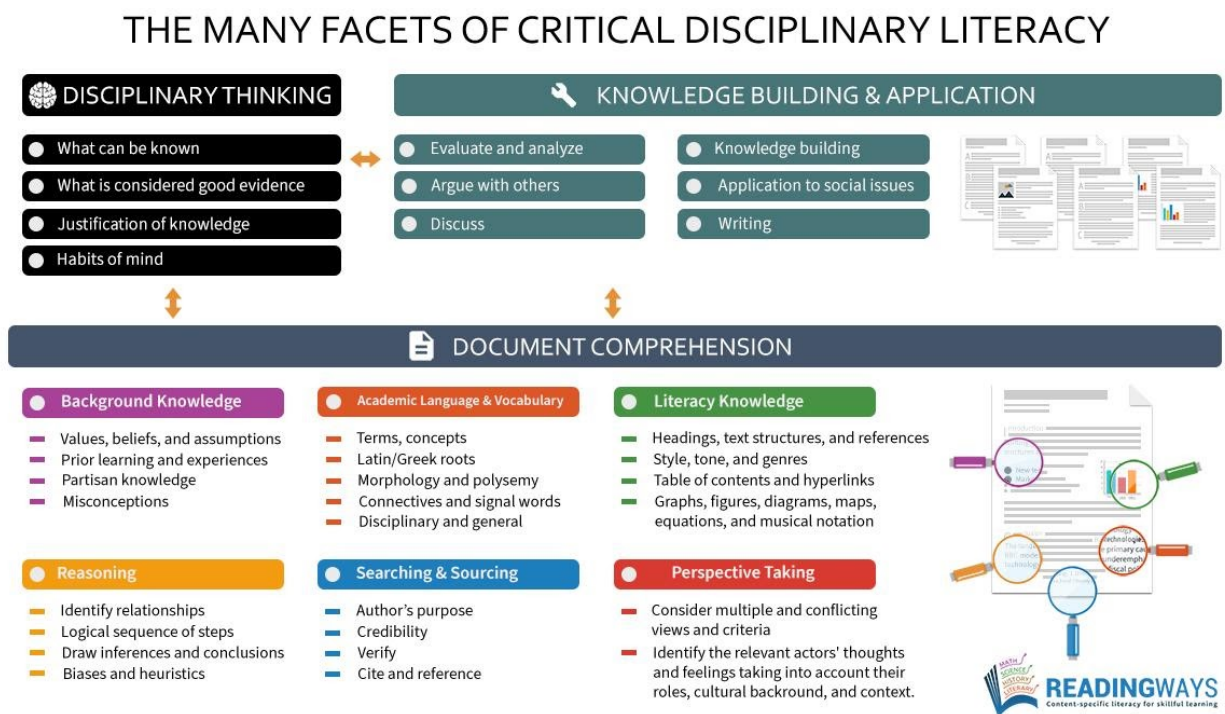 THE MANY FACETS OF CRITICAL DISCIPLINARY LITERACY
DISCIPLINARY THINKING
What can be known
What is considered good evidence
Justification of knowledge
Habits of mind
KNOWLEDGE BUILDING & APPLICATION
Evaluate and analyze
Argue with others
Discuss
Knowledge building
Application to social issues
Writing
DOCUMENT COMPREHENSION
Background Knowledge
Values, beliefs, and assumptions
Prior learning and experiences
Partisan knowledge
Misconceptions
Academic Language & Vocabulary
Terms, concepts
Latin/Greek roots
Morphology and polysemy
Connectives and signal words
Disciplinary and general
Literacy Knowledge
Headings, text structures, and references
Style, tone, and genres
Table of contents and hyperlinks
Graphs, figures, diagrams, maps,
equations, and musical notation
Reasoning
Identify relationships
Logical sequence of steps
Draw inferences and conclusions
Biases and heuristics
Searching & Sourcing
Author's purpose
Credibility
Verify
Cite and reference
Perspective Taking
Consider multiple and conflicting
views and criteria
Identify the relevant actors' thoughts
and feelings taking into account their
roles, cultural backround, and context.
MATH
SCIENCE
HISTORY
LITERARY
READINGWAYS
Content-specific literacy for skillful learning